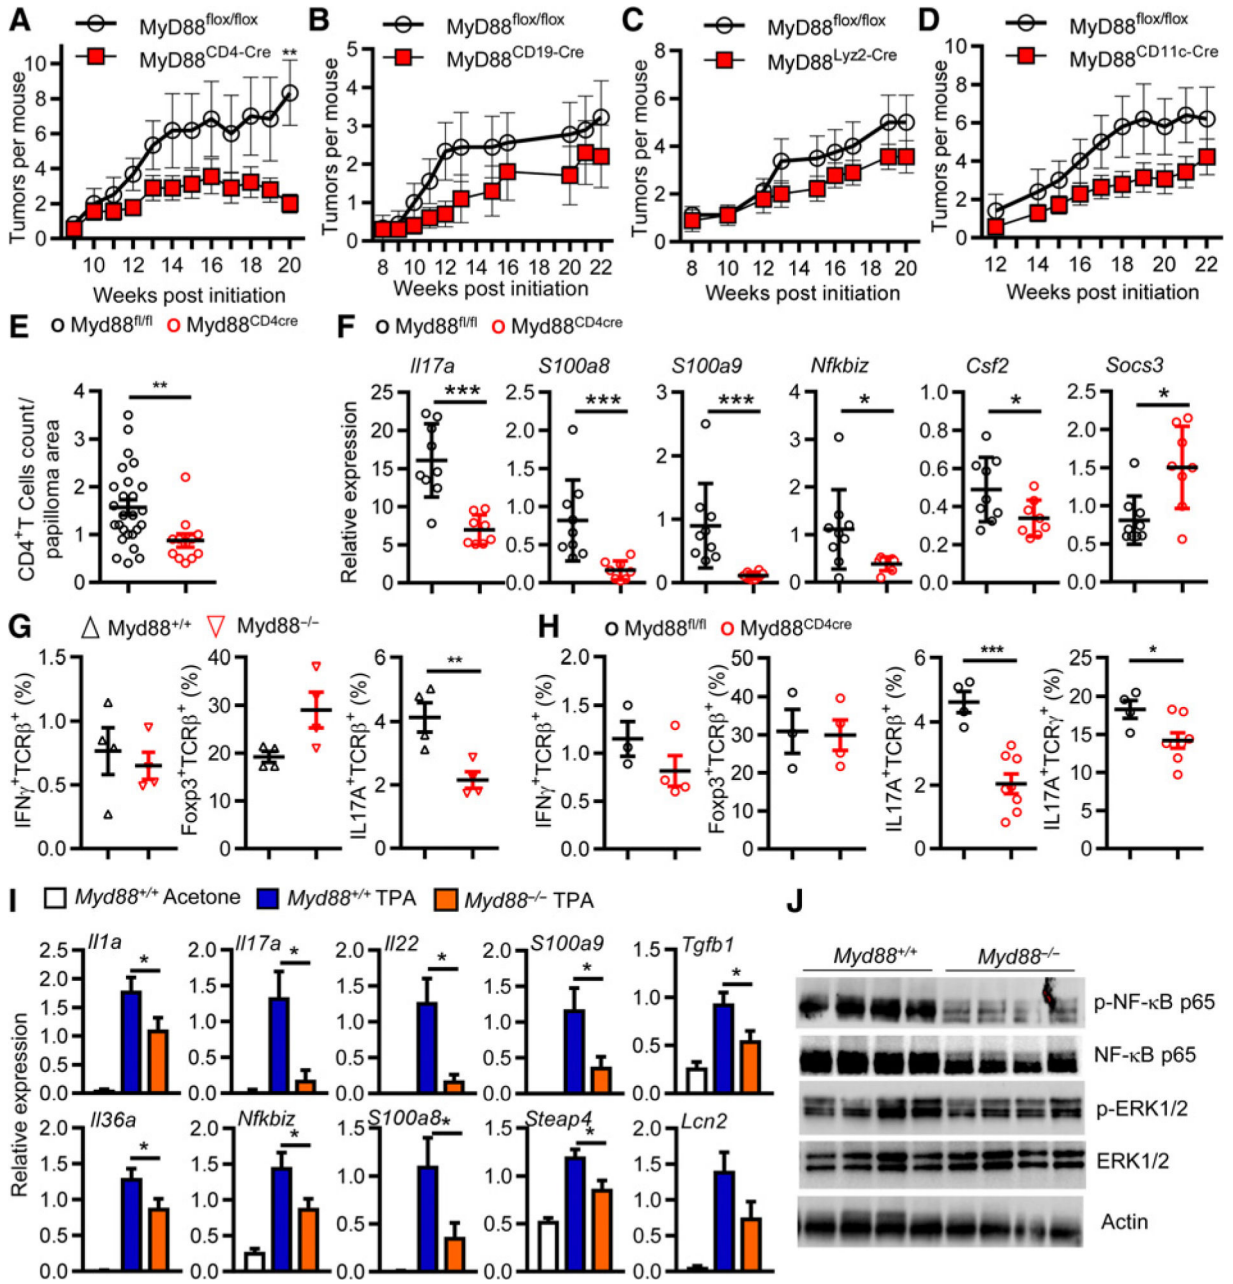 A
MyD88flox/flox
MyD88CD4-Cre
**
Tumors per mouse
10
8
6
4
2
0
10 12 14 16 18 20
Weeks post initiation
B
MyD88flox/flox
MyD88CD19-Cre
Tumors per mouse
5
4
3
2
1
0
8 10 12 14 16 18 20 22
Weeks post initiation
C
MyD88flox/flox
MyD88Lyz2-Cre
Tumors per mouse
8
6
4
2
0
8 10 12 14 16 18 20
Weeks post initiation
D
MyD88flox/flox
MyD88CD11c-Cre
Tumors per mouse
10
8
6
4
2
0
12 14 16 18 20 22
Weeks post initiation
E
Myd88fl/fl Myd88CD4cre
CD4+T Cells count/
papilloma area
4
3
2
1
0
**
F
Myd88fl/fl Myd88CD4cre
Relative expression
Il17a
25
20
15
10
5
0
***
S100a8
2.5
2.0
1.5
1.0
0.5
0.0
***
S100a9
3
2
1
0
***
Nfkbiz
4
3
2
1
0
*
Csf2
1.0
0.8
0.6
0.4
0.2
0.0
*
Socs3
2.5
2.0
1.5
1.0
0.5
0.0
*
G
Myd88+/+ Myd88−/−
IFNγ+TCRβ+ (%)
1.5
1.0
0.5
0.0
Foxp3+TCRβ+ (%)
40
30
20
10
0
IL17A+TCRβ+ (%)
6
4
2
0
**
H
Myd88fl/fl Myd88CD4cre
IFNγ+TCRβ+ (%)
2.0
1.5
1.0
0.5
0.0
Foxp3+TCRβ+ (%)
50
40
30
20
10
0
IL17A+TCRβ+ (%)
6
4
2
0
***
IL17A+TCRγ+ (%)
25
20
15
10
5
0
*
I
Myd88+/+ Acetone Myd88+/+ TPA Myd88−/− TPA
Relative expression
Il1a
2.5
2.0
1.5
1.0
0.5
0.0
*
Il17a
2.0
1.5
1.0
0.5
0.0
*
Il22
2.0
1.5
1.0
0.5
0.0
*
S100a9
2.0
1.5
1.0
0.5
0.0
*
Tgfb1
1.5
1.0
0.5
0.0
*
Il36a
2.0
1.5
1.0
0.5
0.0
*
Nfkbiz
2.0
1.5
1.0
0.5
0.0
*
S100a8
1.5
1.0
0.5
0.0
*
Steap4
1.5
1.0
0.5
0.0
*
Lcn2
2.0
1.5
1.0
0.5
0.0
J
Myd88+/+ Myd88−/−
p-NF-κB p65
NF-κB p65
p-ERK1/2
ERK1/2
Actin